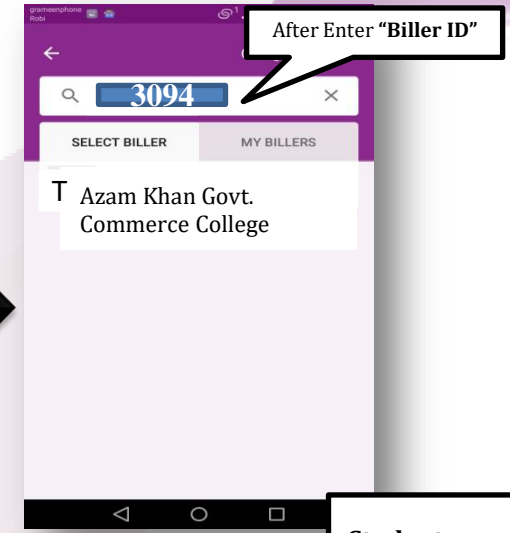 grameenphone
Robi
After Enter “Biller ID”
3094
SELECT BILLER
MY BILLERS
T
Azam Khan Govt.
Commerce College